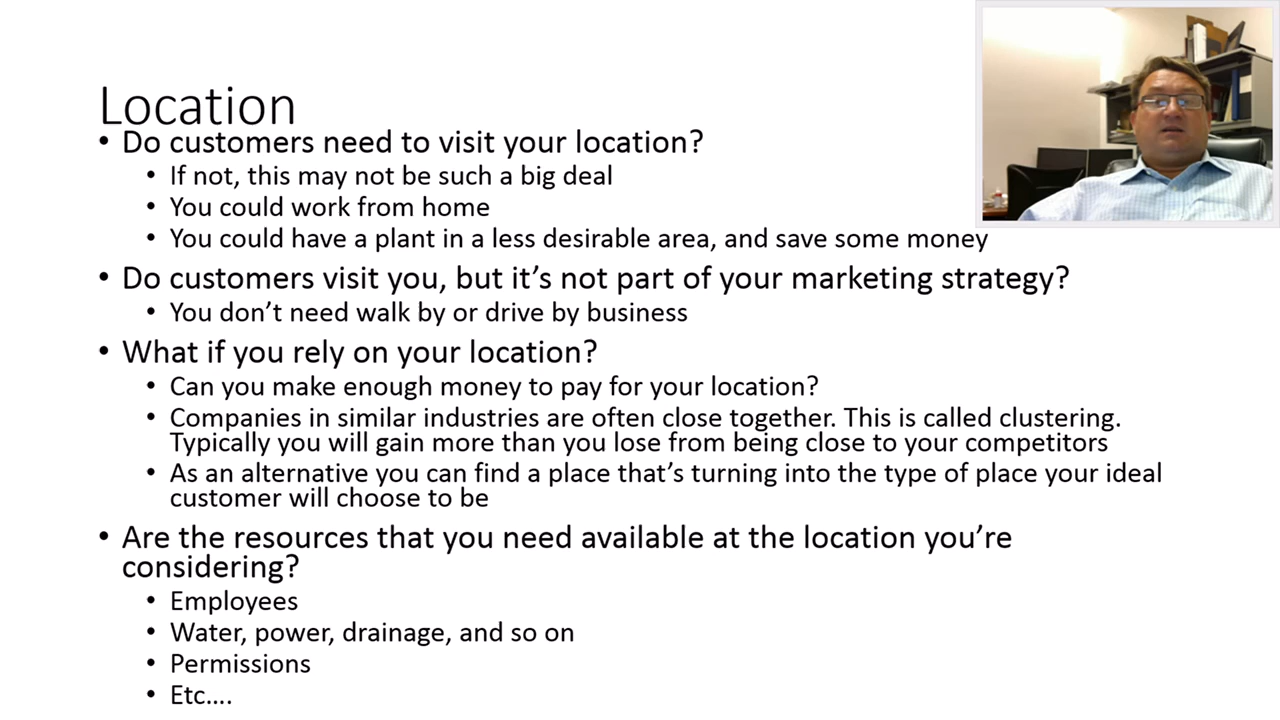 Location
• Do customers need to visit your location?
• If not, this may not be such a big deal
• You could work from home
• You could have a plant in a less desirable area, and save some money
• Do customers visit you, but it’s not part of your marketing strategy?
• You don’t need walk by or drive by business
• What if you rely on your location?
• Can you make enough money to pay for your location?
• Companies in similar industries are often close together. This is called clustering.
Typically you will gain more than you lose from being close to your competitors
• As an alternative you can find a place that’s turning into the type of place your ideal
customer will choose to be
• Are the resources that you need available at the location you’re
considering?
• Employees
• Water, power, drainage, and so on
• Permissions
• Etc....